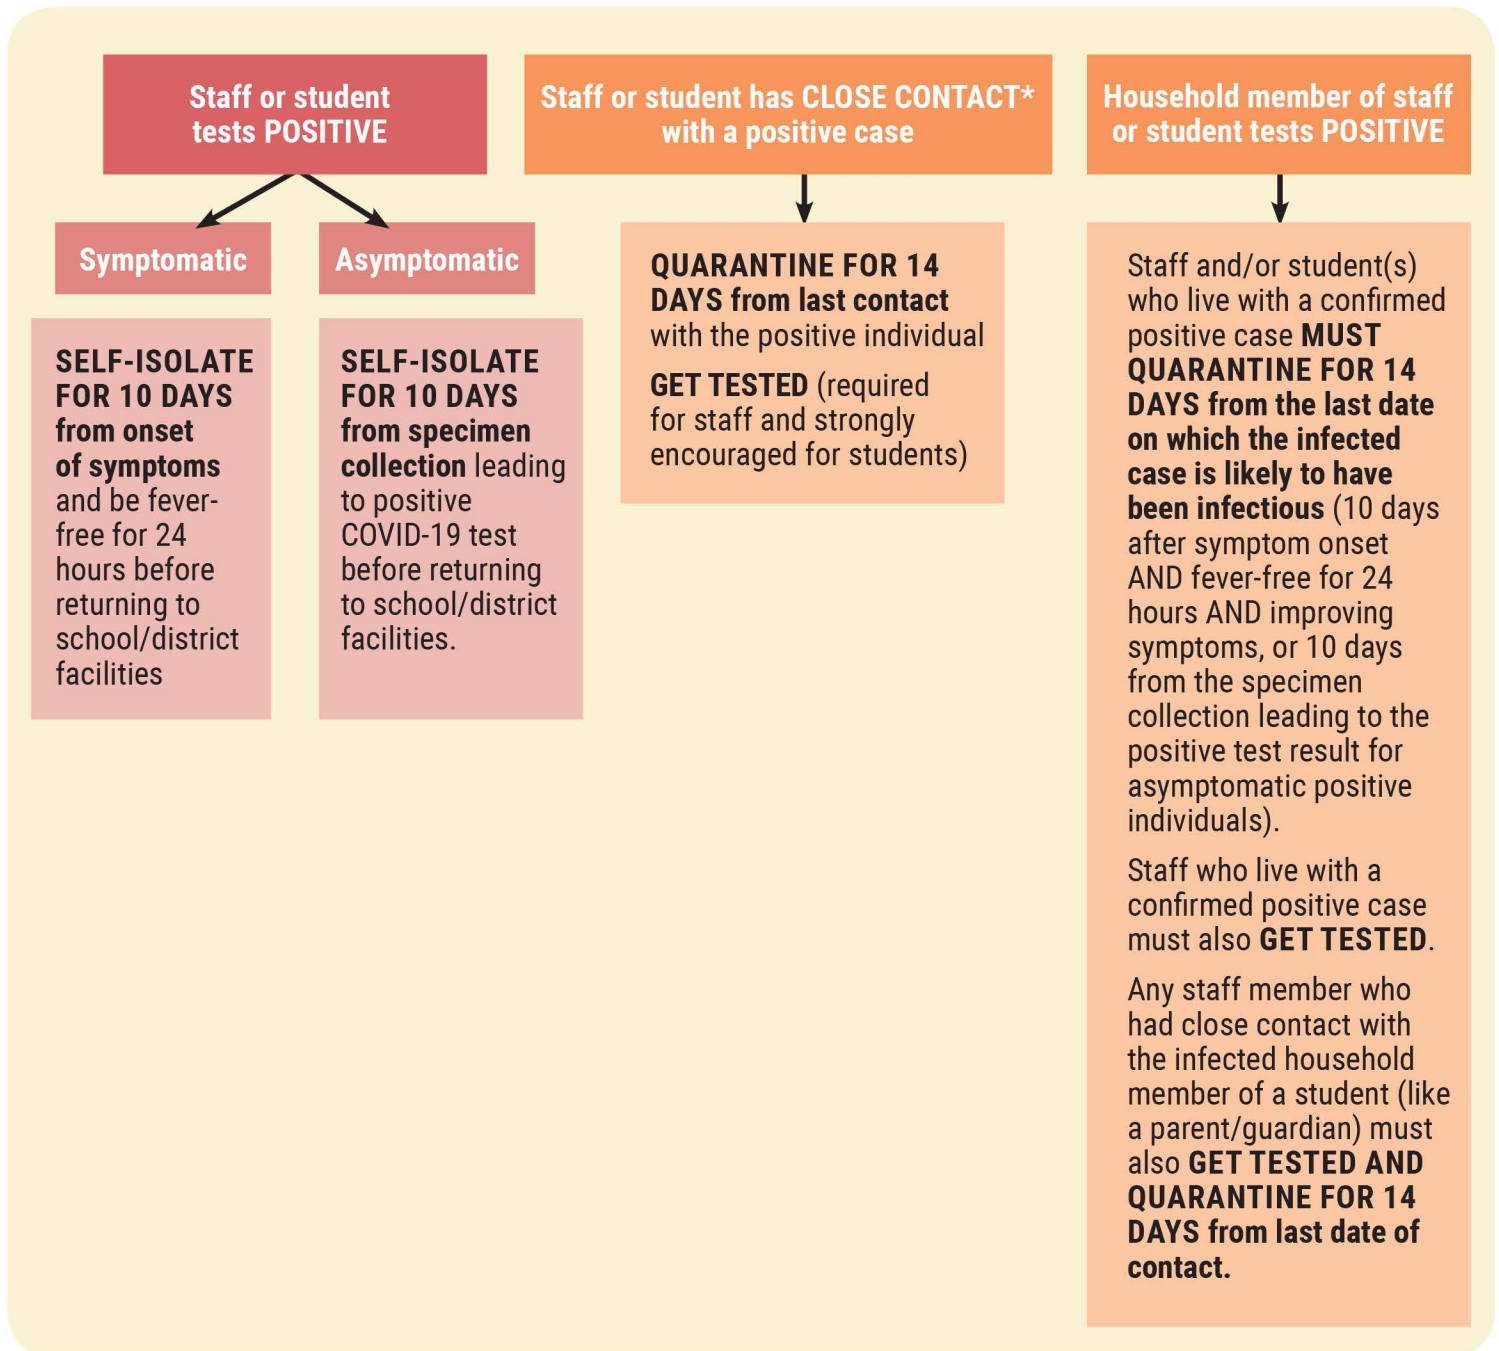 Staff or student
tests POSITIVE
Symptomatic
SELF-ISOLATE
FOR 10 DAYS
from onset
of symptoms
and be fever-
free for 24
hours before
returning to
school/district
facilities
Asymptomatic
SELF-ISOLATE
FOR 10 DAYS
from specimen
collection leading
to positive
COVID-19 test
before returning
to school/district
facilities.
Staff or student has CLOSE CONTACT*
with a positive case
QUARANTINE FOR 14
DAYS from last contact
with the positive individual
GET TESTED (required
for staff and strongly
encouraged for students)
Household member of staff
or student tests POSITIVE
Staff and/or student(s)
who live with a confirmed
positive case MUST
QUARANTINE FOR 14
DAYS from the last date
on which the infected
case is likely to have
been infectious (10 days
after symptom onset
AND fever-free for 24
hours AND improving
symptoms, or 10 days
from the specimen
collection leading to the
positive test result for
asymptomatic positive
individuals).
Staff who live with a
confirmed positive case
must also GET TESTED.
Any staff member who
had close contact with
the infected household
member of a student (like
a parent/guardian) must
also GET TESTED AND
QUARANTINE FOR 14
DAYS from last date of
contact.